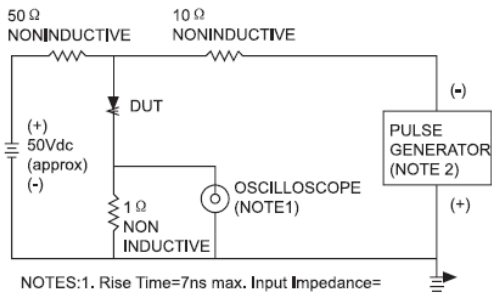 50 Ω
NONINDUCTIVE
10 Ω
NONINDUCTIVE
(+)
50Vdc
(approx)
(-)
DUT
1 Ω
NON
INDUCTIVE
OSCILLOSCOPE
(NOTE1)
(-)
PULSE
GENERATOR
(NOTE 2)
(+)
NOTES:1. Rise Time=7ns max. Input Impedance=